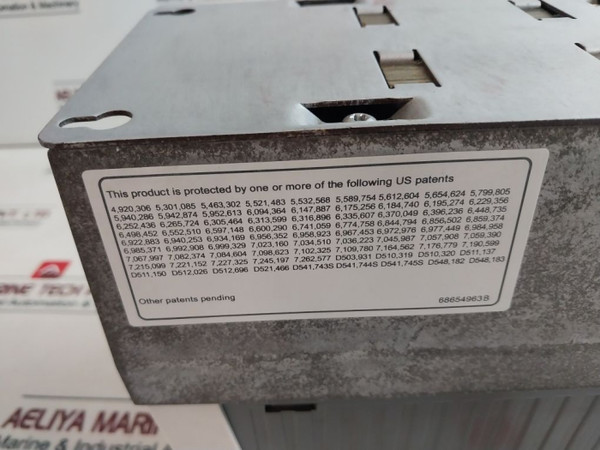 This product is protected by one or more of the following US patents
4,920,306 5,301,085 5,463,302 5,521,483 5,532,568 5,589,754 5,612,604 5,654,624 5,799,805
5,940,286 5,942,874 5,952,613 6,094,364 6,147,887 6,175,256 6,184,740 6,195,274 6,229,356
6,252,436 6,265,724 6,305,464 6,313,599 6,316,896 6,335,607 6,370,049 6,396,236 6,448,735
6,498,452 6,552,510 6,597,148 6,600,290 6,741,059 6,774,758 6,844,794 6,856,502 6,859,374
6,922,883 6,940,253 6,934,169 6,956,352 6,958,923 6,967,453 6,972,976 6,977,449 6,984,958
6,985,371 6,992,908 6,999,329 7,023,160 7,034,510 7,036,223 7,045,987 7,057,908 7,059,390
7,067,997 7,082,374 7,084,604 7,098,623 7,102,325 7,109,780 7,164,562 7,176,779 7,190,599
7,215,099 7,221,152 7,227,325 7,245,197 7,262,577 D503,931 D510,319 D510,320 D511,137
D511,150 D512,026 D512,696 D521,466 D541,743S D541,744S D541,745S D548,182 D548,183
Other patents pending
68654963B
AELIYA MARI
arine & Industrial A